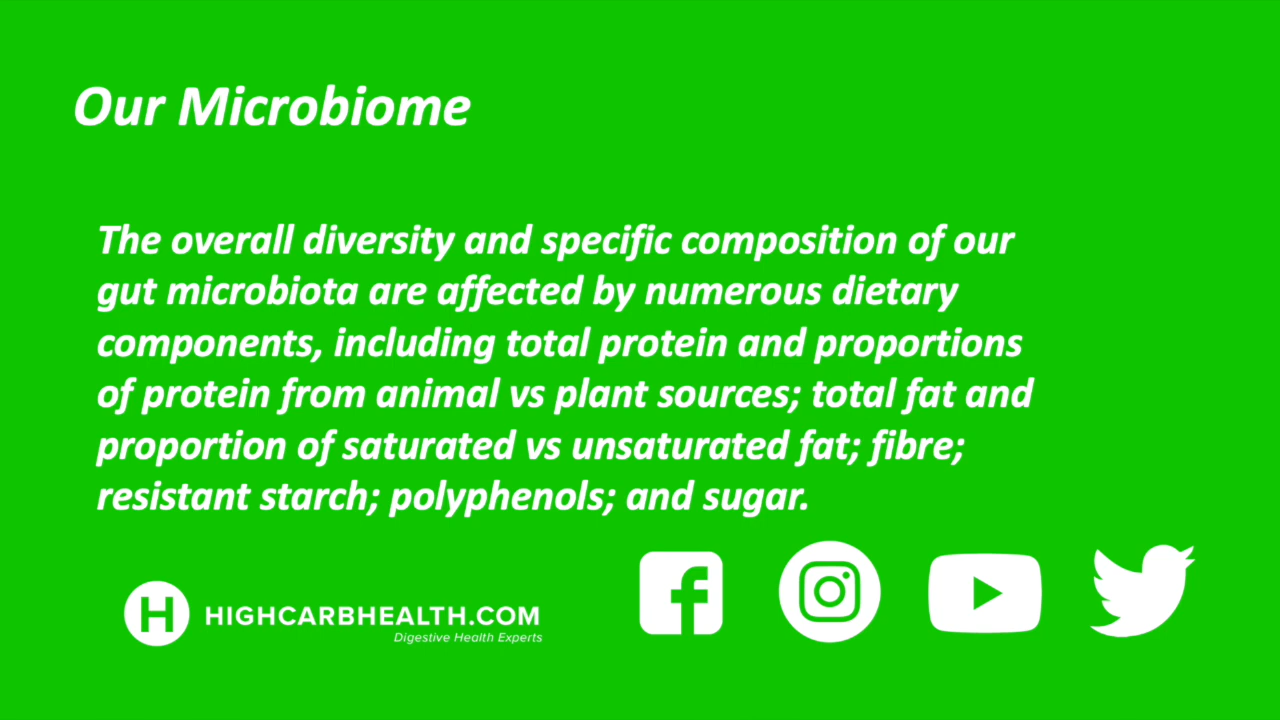 Our Microbiome
The overall diversity and specific composition of our
gut microbiota are affected by numerous dietary
components, including total protein and proportions
of protein from animal vs plant sources; total fat and
proportion of saturated vs unsaturated fat; fibre;
resistant starch; polyphenols; and sugar.
H HIGHCARBHEALTH.COM
Digestive Health Experts